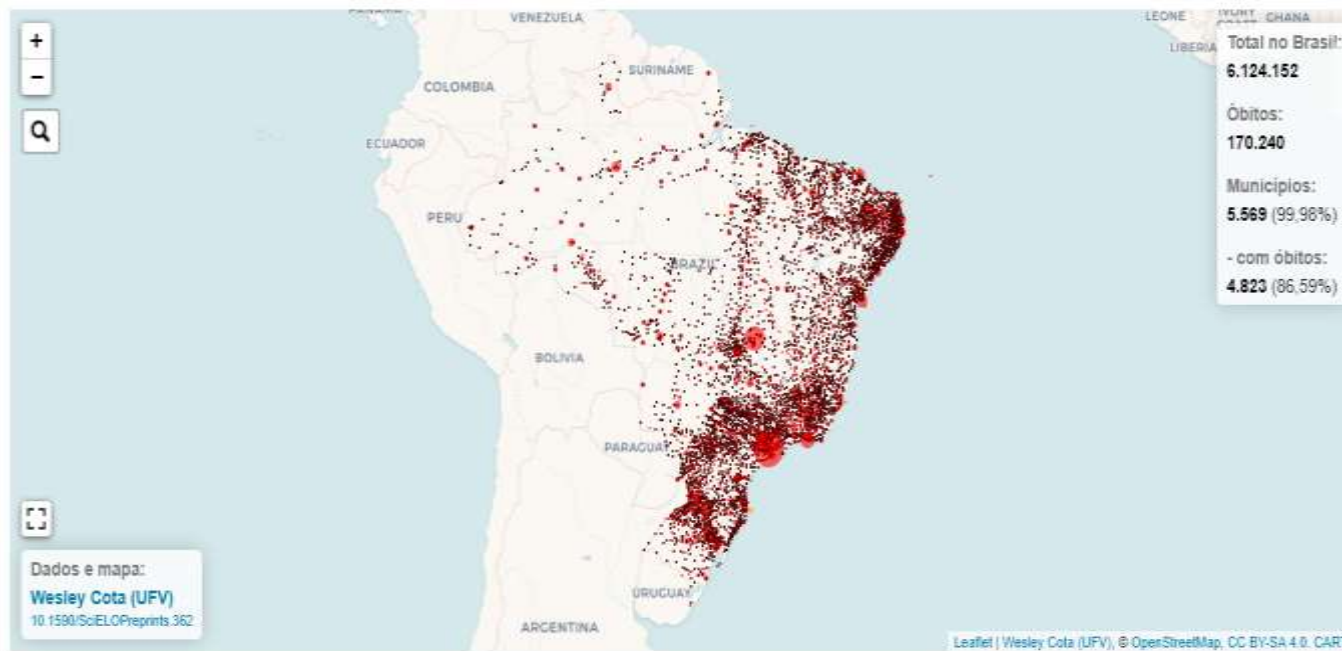 VENEZUELA
LEONE
IVORY
COAST
GHANA
LIBERIA
SURINAME
COLOMBIA
ECUADOR
PERU
BRAZIL
BOLIVIA
PARAGUAY
URUGUAY
ARGENTINA
+
−
Total no Brasil:
6.124.152
Óbitos:
170.240
Municípios:
5.569 (99,98%)
- com óbitos:
4.823 (86,59%)
Dados e mapa:
Wesley Cota (UFV)
10.1590/SciELOPreprints.362
Leaflet | Wesley Cota (UFV), © OpenStreetMap, CC BY-SA 4.0. CART